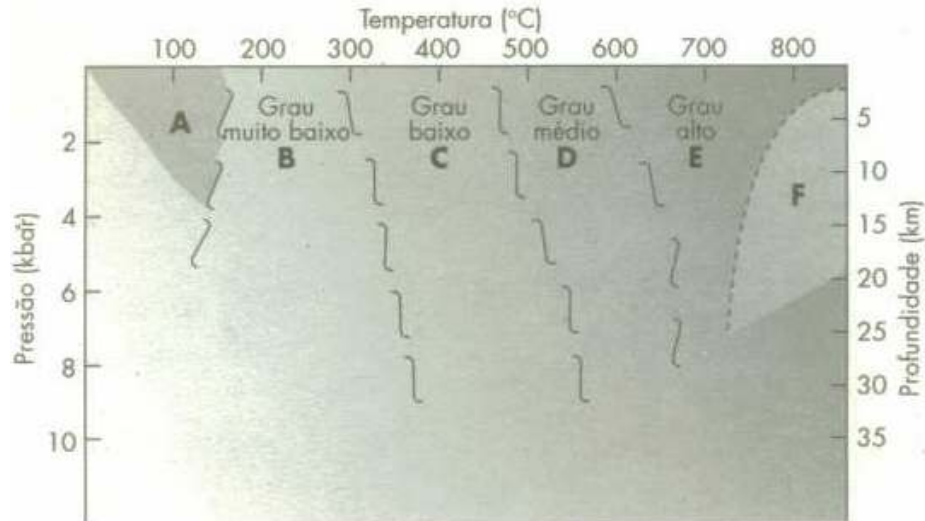 Temperatura (°C)
100 200 300 400 500 600 700 800
A
Grau
muito baixo
B
Grau
baixo
C
Grau
médio
D
Grau
alto
E
F
Pressão (kbar)
2
4
6
8
10
5
10
15
20
25
30
35
Profundidade (km)